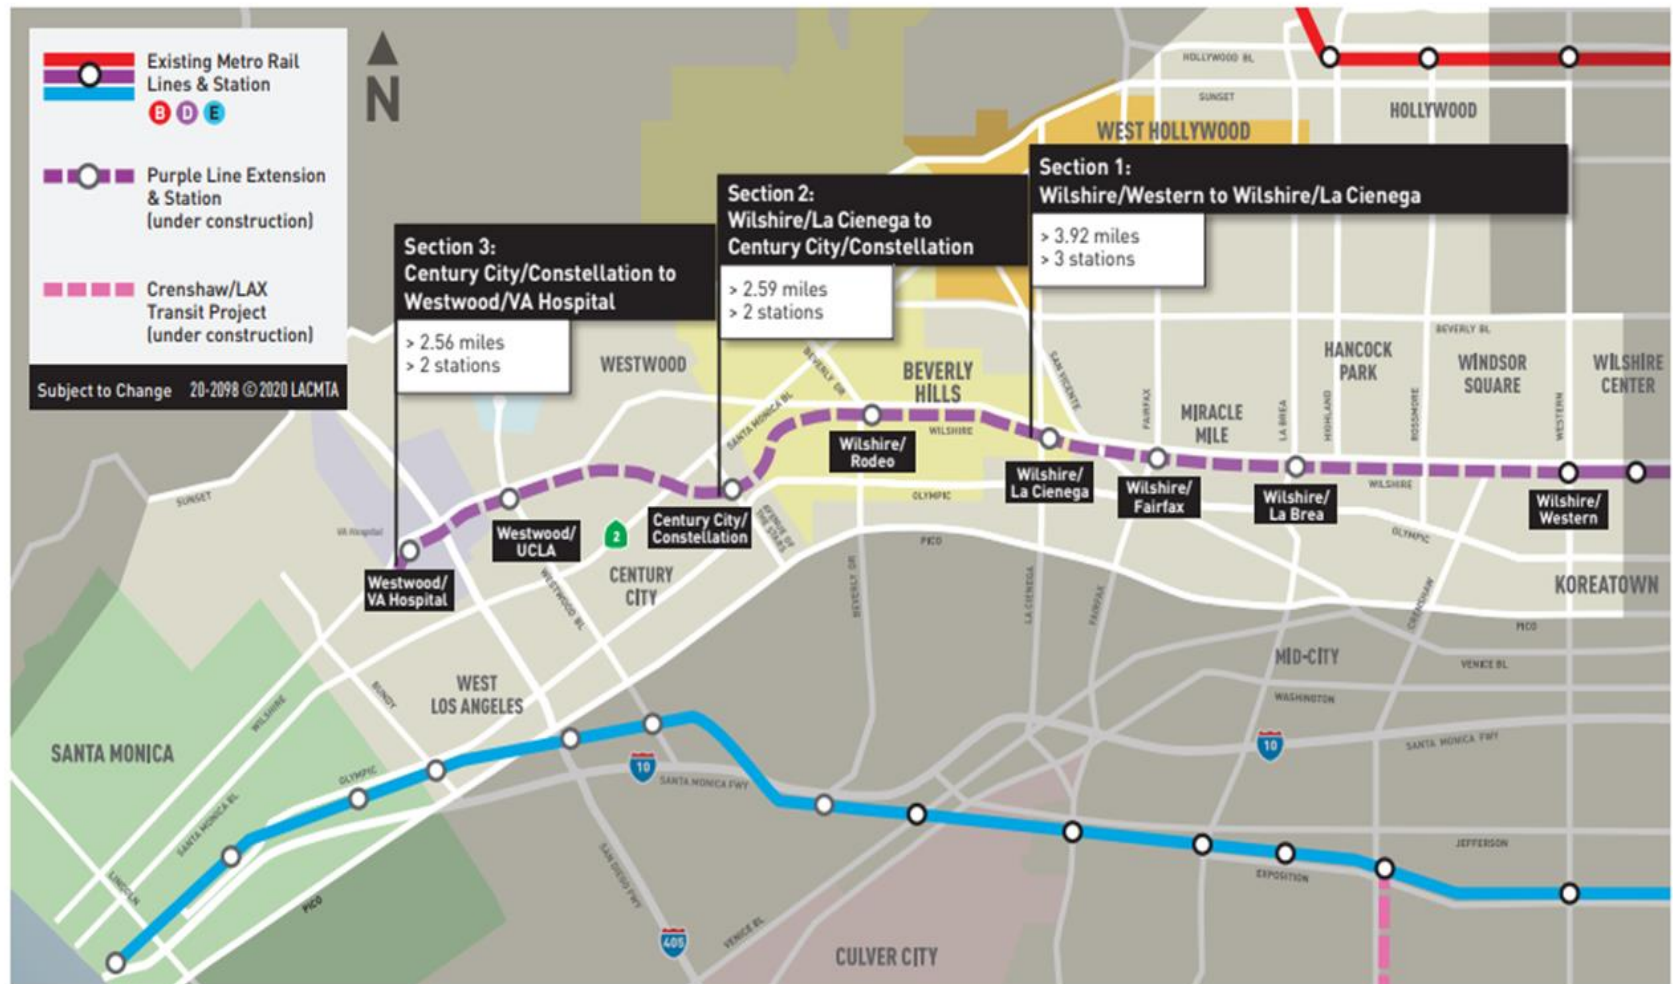 Existing Metro Rail
Lines & Station
B D E
Purple Line Extension
& Station
(under construction)
Crenshaw/LAX
Transit Project
(under construction)
Subject to Change 20-2098 © 2020 LACMTA
N
HOLLYWOOD BL
SUNSET
HOLLYWOOD
WEST HOLLYWOOD
Section 1:
Wilshire/Western to Wilshire/La Cienega
> 3.92 miles
> 3 stations
Section 2:
Wilshire/La Cienega to
Century City/Constellation
> 2.59 miles
> 2 stations
Section 3:
Century City/Constellation to
Westwood/VA Hospital
> 2.56 miles
> 2 stations
WESTWOOD
BEVERLY DR
BEVERLY
HILLS
SANTA MONICA BL
WILSHIRE
SAN VICENTE
FAIRFAX
MIRACLE
MILE
LA BREA
HIGHLAND
HANCOCK
PARK
ROSSMORE
BEVERLY BL
WINDSOR
SQUARE
WESTERN
WILSHIRE
CENTER
Wilshire/
Rodeo
Wilshire/
La Cienega
Wilshire/
Fairfax
Wilshire/
La Brea
WILSHIRE
Wilshire/
Western
SUNSET
VA Hospital
Westwood/
VA Hospital
Westwood/
UCLA
2
Century City/
Constellation
AVENUE OF
THE STARS
OLYMPIC
PICO
OLYMPIC
CENTURY
CITY
WESTWOOD BL
BEVERLY DR
LA CIENEGA
FAIRFAX
CRENSHAW
KOREATOWN
PICO
MID-CITY
VENICE BL
WASHINGTON
WEST
LOS ANGELES
BUNDY
WILSHIRE
SANTA MONICA
OLYMPIC
SANTA MONICA BL
LINCOLN
PICO
10
SANTA MONICA FWY
10
SANTA MONICA FWY
JEFFERSON
EXPOSITION
SAN DIEGO FWY
405
VENICE BL
CULVER CITY